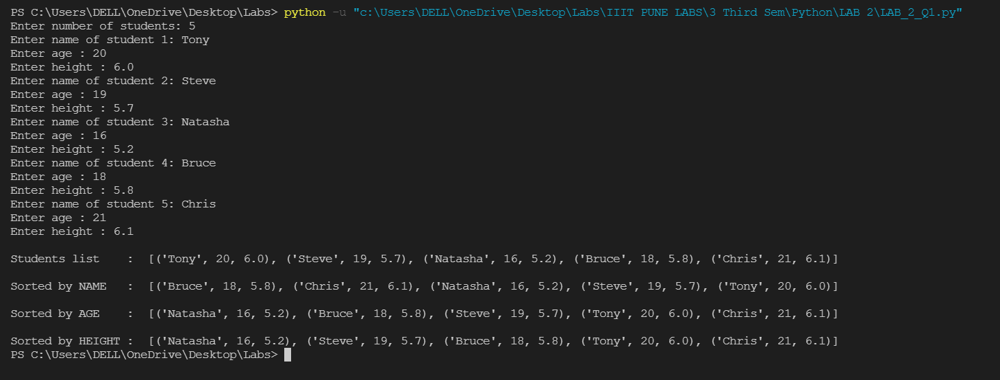 PS C:\Users\DELL\OneDrive\Desktop\Labs> python -u "c:\Users\DELL\OneDrive\Desktop\Labs\IIIT PUNE LABS\3 Third Sem\Python\LAB 2\LAB_2_Q1.py"
Enter number of students: 5
Enter name of student 1: Tony
Enter age : 20
Enter height : 6.0
Enter name of student 2: Steve
Enter age : 19
Enter height : 5.7
Enter name of student 3: Natasha
Enter age : 16
Enter height : 5.2
Enter name of student 4: Bruce
Enter age : 18
Enter height : 5.8
Enter name of student 5: Chris
Enter age : 21
Enter height : 6.1
Students list    :  [('Tony', 20, 6.0), ('Steve', 19, 5.7), ('Natasha', 16, 5.2), ('Bruce', 18, 5.8), ('Chris', 21, 6.1)]
Sorted by NAME   :  [('Bruce', 18, 5.8), ('Chris', 21, 6.1), ('Natasha', 16, 5.2), ('Steve', 19, 5.7), ('Tony', 20, 6.0)]
Sorted by AGE    :  [('Natasha', 16, 5.2), ('Bruce', 18, 5.8), ('Steve', 19, 5.7), ('Tony', 20, 6.0), ('Chris', 21, 6.1)]
Sorted by HEIGHT :  [('Natasha', 16, 5.2), ('Steve', 19, 5.7), ('Bruce', 18, 5.8), ('Tony', 20, 6.0), ('Chris', 21, 6.1)]
PS C:\Users\DELL\OneDrive\Desktop\Labs>